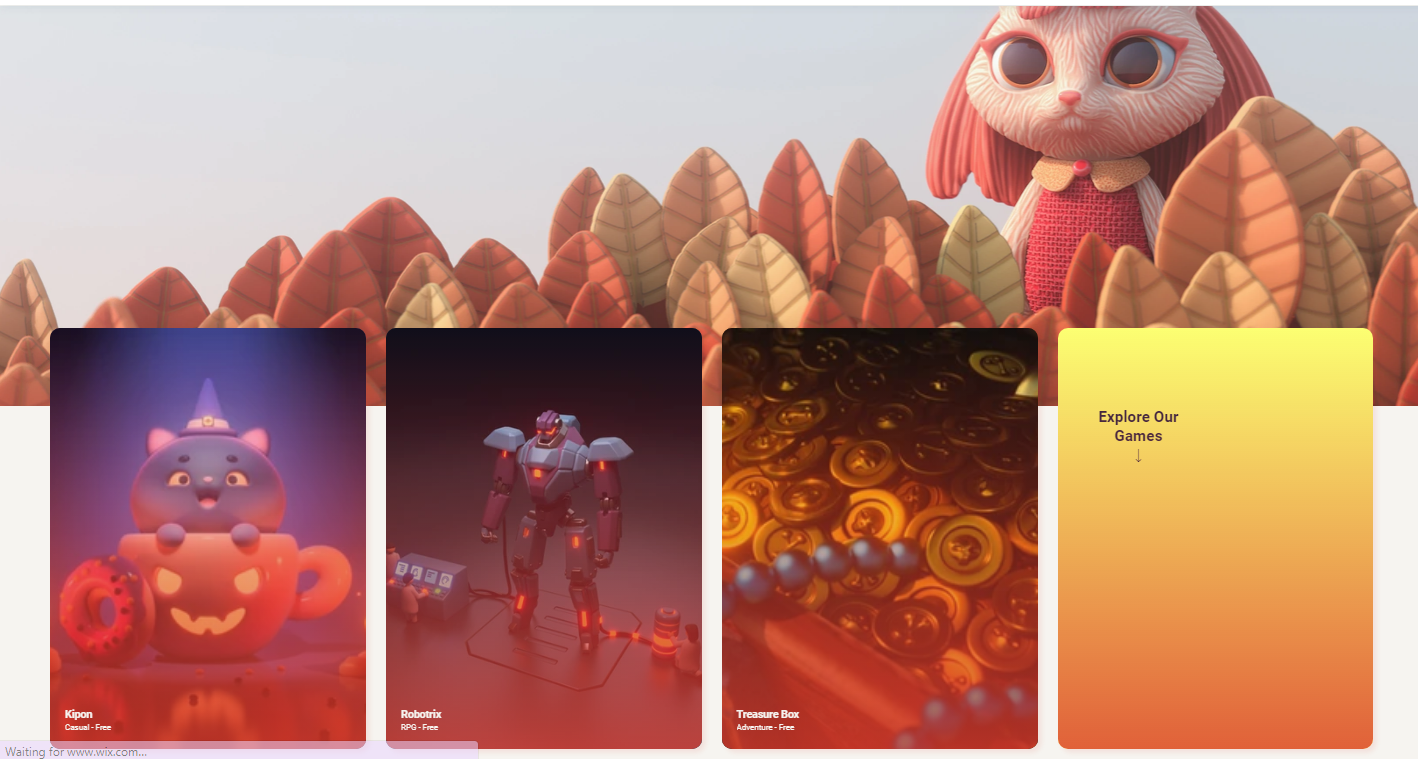 Explore Our
Games
↓
Kipon
Casual - Free
Robotrix
RPG - Free
Treasure Box
Adventure - Free
Waiting for www.wix.com...